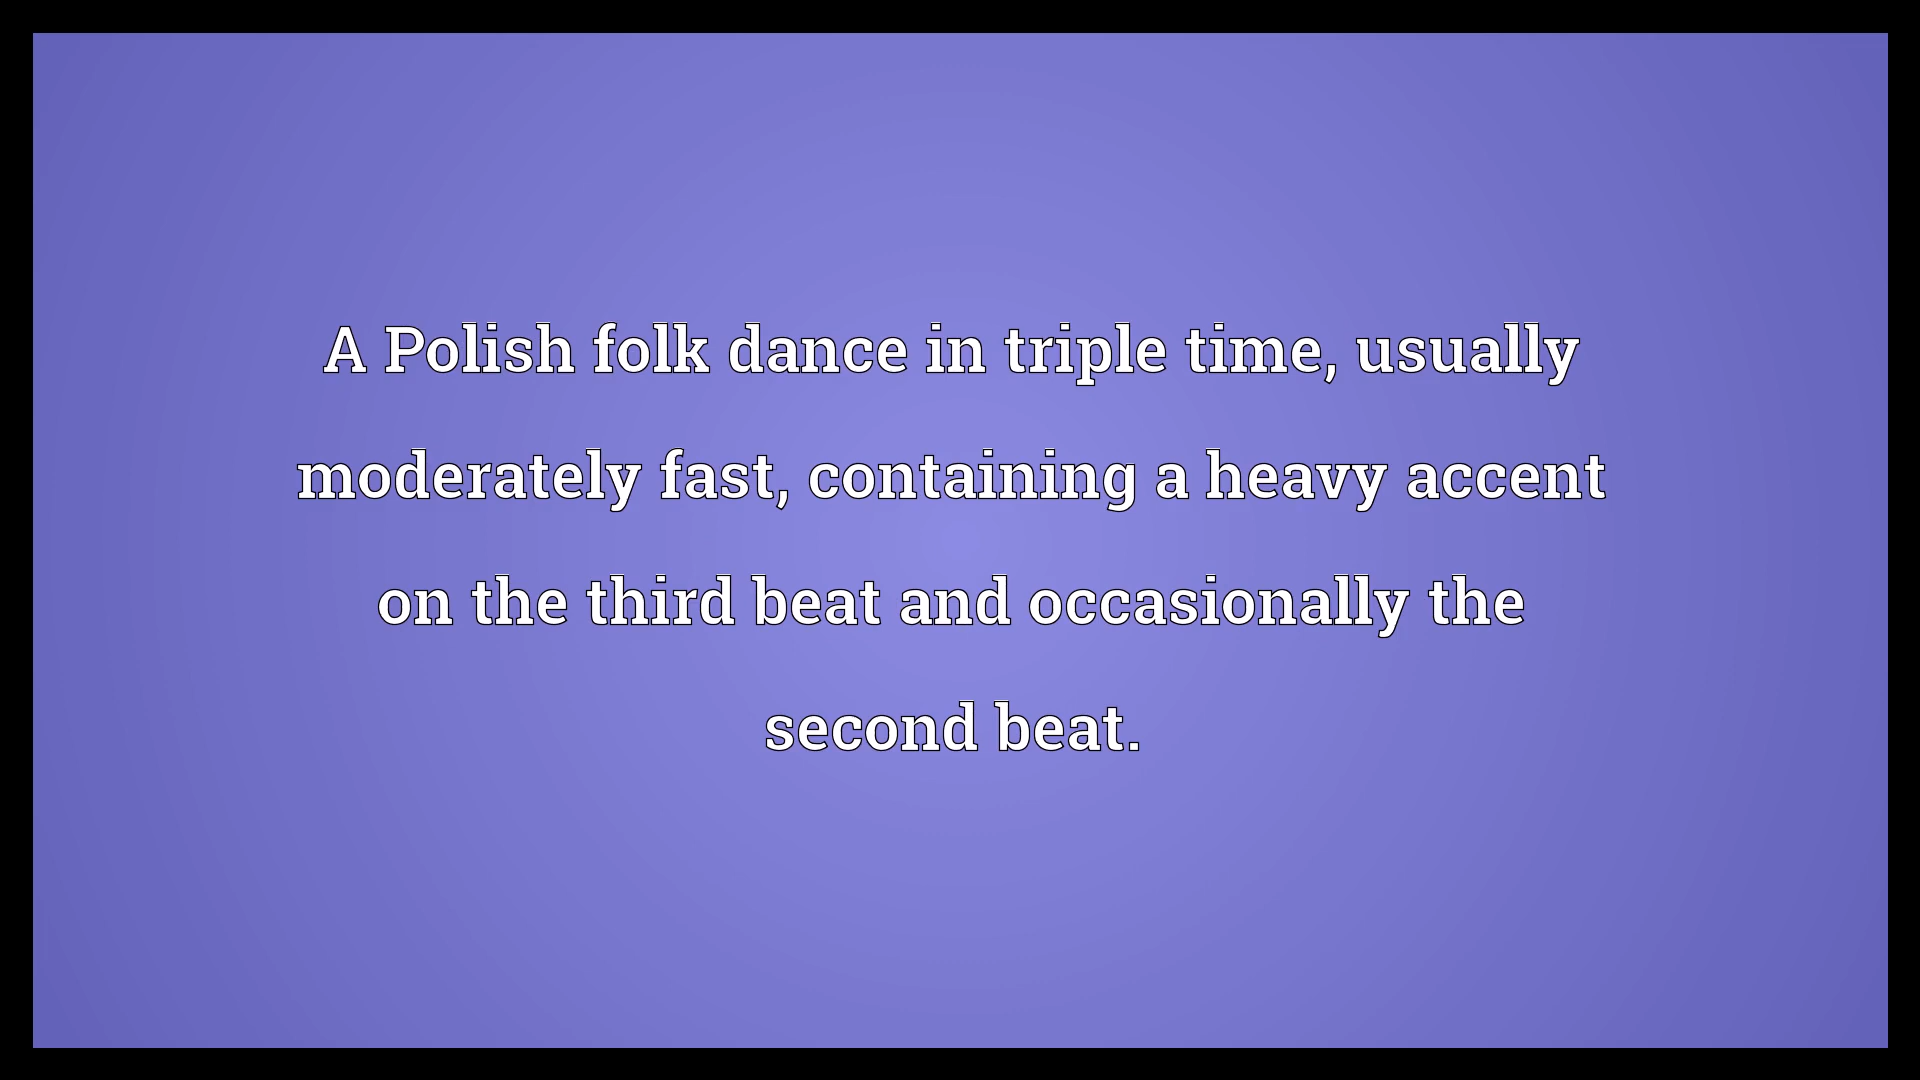 A Polish folk dance in triple time, usually
moderately fast, containing a heavy accent
on the third beat and occasionally the
second beat.